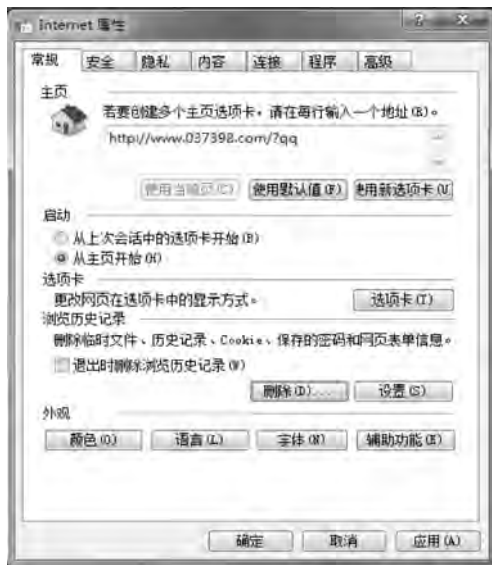 Internet 属性
常规 安全 隐私 内容 连接 程序 高级
主页
若要创建多个主页选项卡，请在每行输入一个地址(R)。
http://www.037398.com/?qq
使用当前页(C) 使用默认值(F) 使用新选项卡(U
启动
从上次会话中的选项卡开始(B)
从主页开始(H)
选项卡
更改网页在选项卡中的显示方式。 选项卡(T)
浏览历史记录
删除临时文件、历史记录、Cookie、保存的密码和网页表单信息。
退出时删除浏览历史记录(W)
删除(D)... 设置(S)
外观
颜色(O) 语言(L) 字体(N) 辅助功能(E)
确定 取消 应用(A)